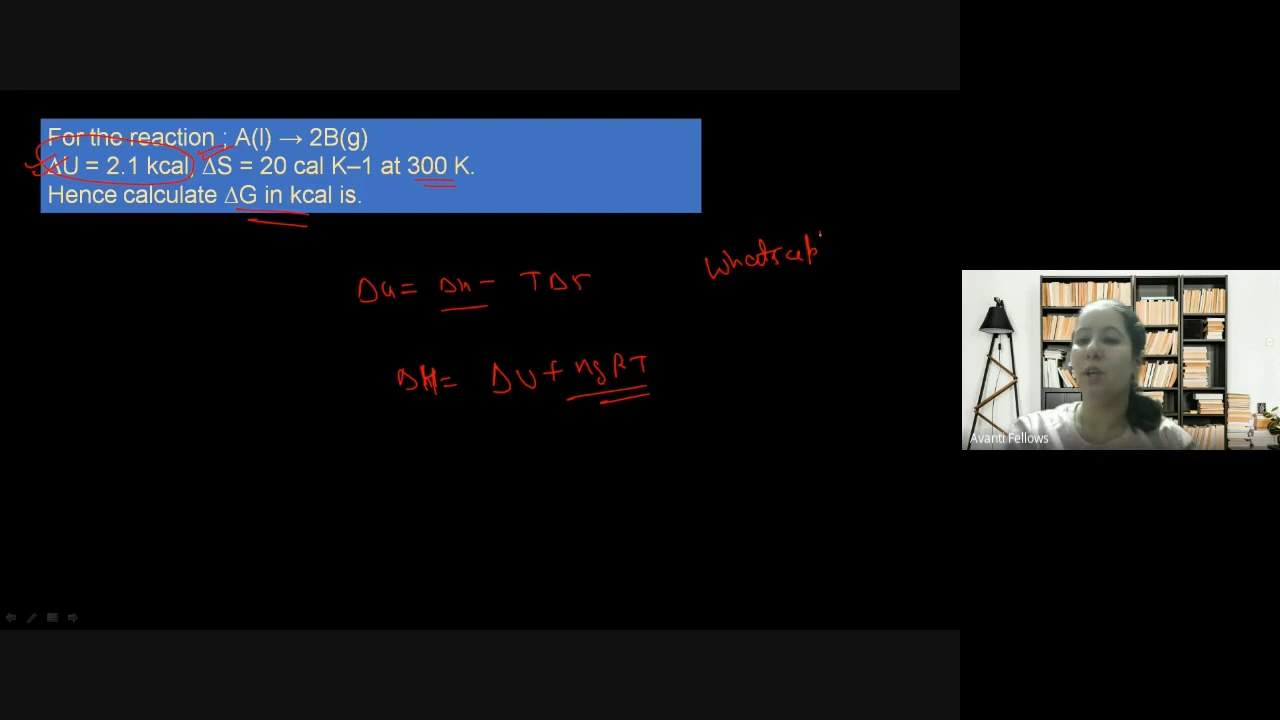 For the reaction ; A(l) → 2B(g)
ΔU = 2.1 kcal, ΔS = 20 cal K–1 at 300 K.
Hence calculate ΔG in kcal is.
Whatsap
ΔG = ΔH - TΔS
ΔH = ΔU + ngRT
Avanti Fellows